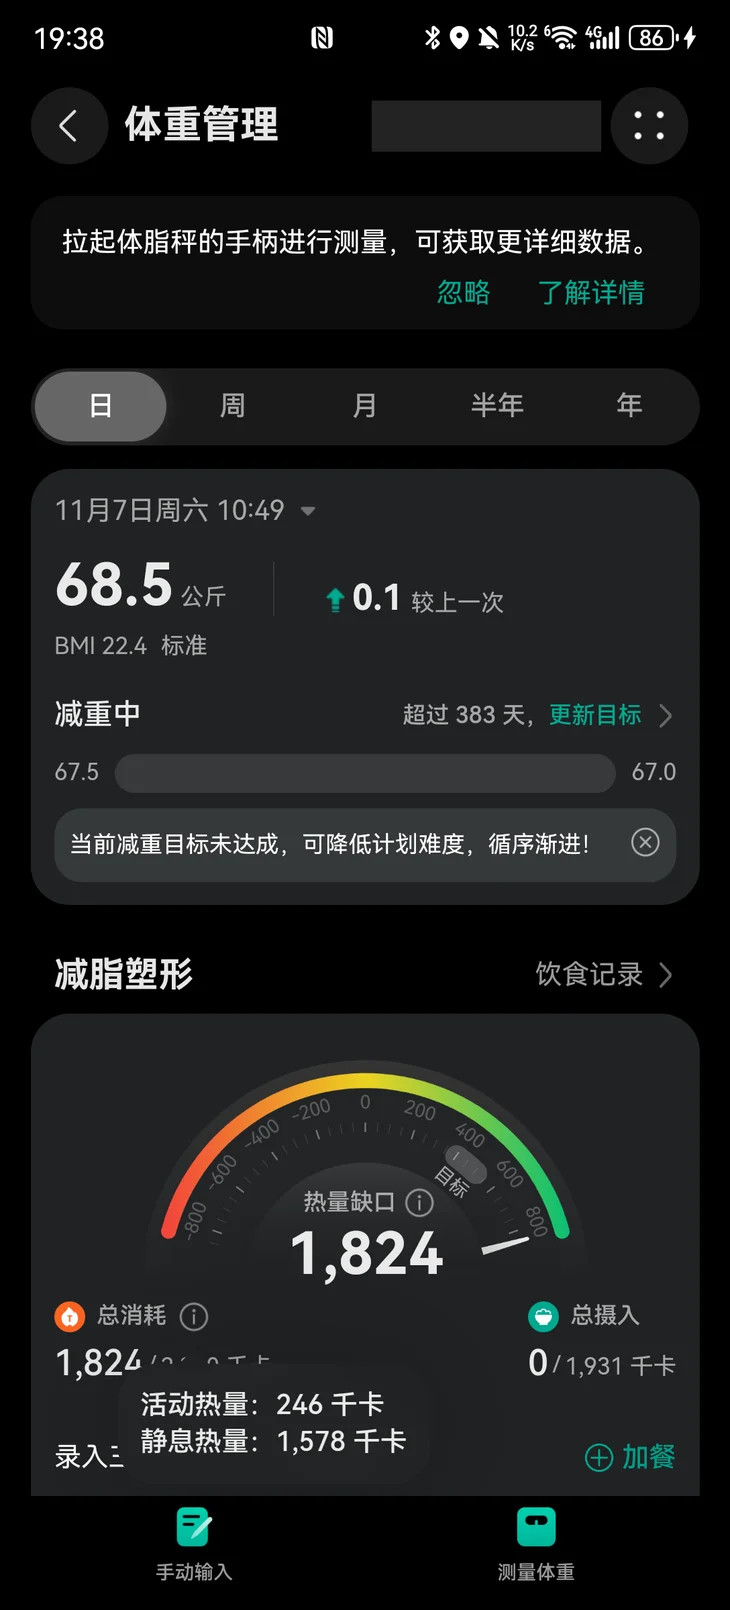 19:38
10.2 K/s
6
4G
86
体重管理
拉起体脂秤的手柄进行测量，可获取更详细数据。
忽略 了解详情
日 周 月 半年 年
11月7日周六 10:49
68.5 公斤
0.1 较上一次
BMI 22.4 标准
减重中
超过 383 天，更新目标
67.5
67.0
当前减重目标未达成，可降低计划难度，循序渐进！
减脂塑形
饮食记录
-800 -600 -400 -200 0 200 400 600 800
目标
热量缺口
1,824
总消耗
总摄入
1,824
0/1,931 千卡
活动热量：246 千卡
静息热量：1,578 千卡
录入
加餐
手动输入
测量体重